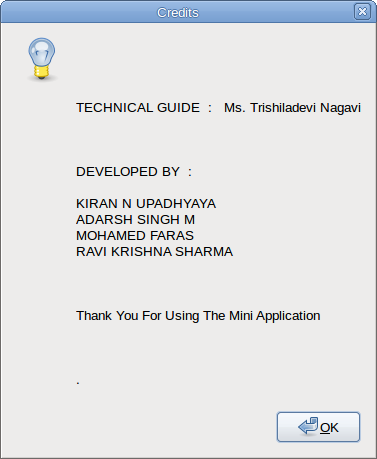 Credits
TECHNICAL GUIDE : Ms. Trishiladevi Nagavi
DEVELOPED BY :
KIRAN N UPADHYAYA
ADARSH SINGH M
MOHAMED FARAS
RAVI KRISHNA SHARMA
Thank You For Using The Mini Application
.
OK